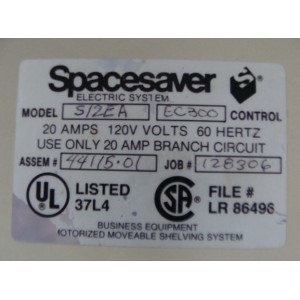 Spacesaver
ELECTRIC SYSTEM
MODEL S12EA EC300 CONTROL
20 AMPS 120V VOLTS 60 HERTZ
USE ONLY 20 AMP BRANCH CIRCUIT
ASSEM # 44115.01 JOB # 128306
UL LISTED 37L4
SA FILE # LR 86496
BUSINESS EQUIPMENT
MOTORIZED MOVEABLE SHELVING SYSTEM